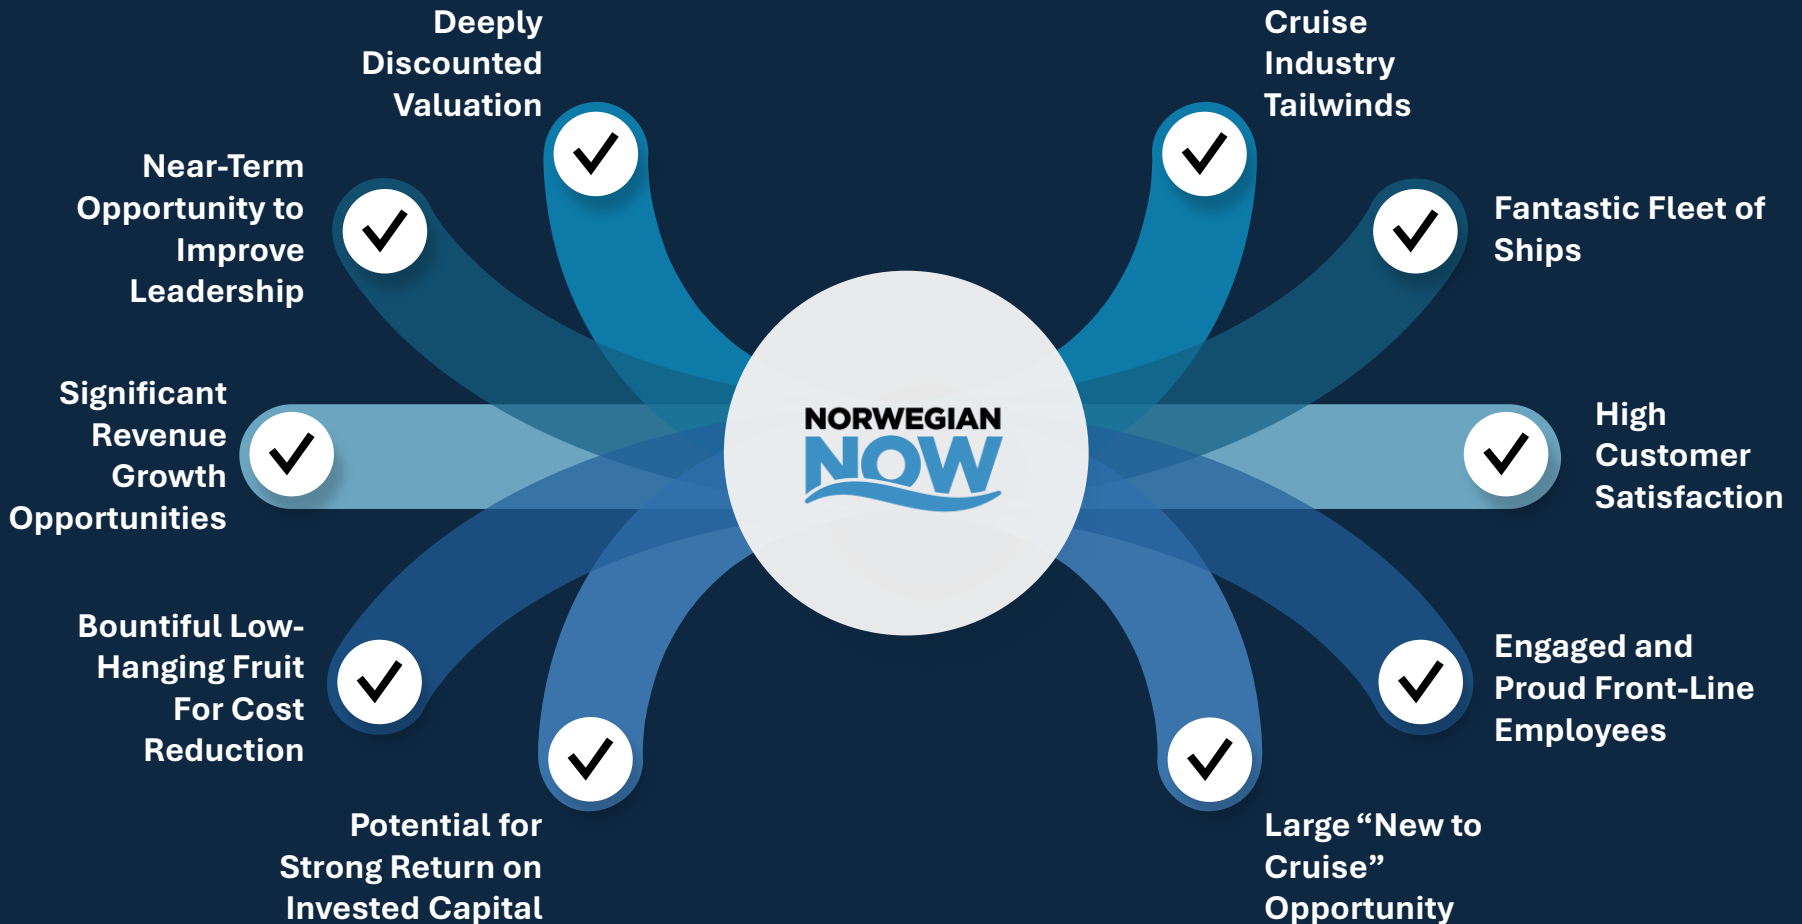 Deeply
Discounted
Valuation
Near-Term
Opportunity to
Improve
Leadership
Significant
Revenue
Growth
Opportunities
Bountiful Low-
Hanging Fruit
For Cost
Reduction
Potential for
Strong Return on
Invested Capital
NORWEGIAN
NOW
Cruise
Industry
Tailwinds
Fantastic Fleet of
Ships
High
Customer
Satisfaction
Engaged and
Proud Front-Line
Employees
Large “New to
Cruise”
Opportunity